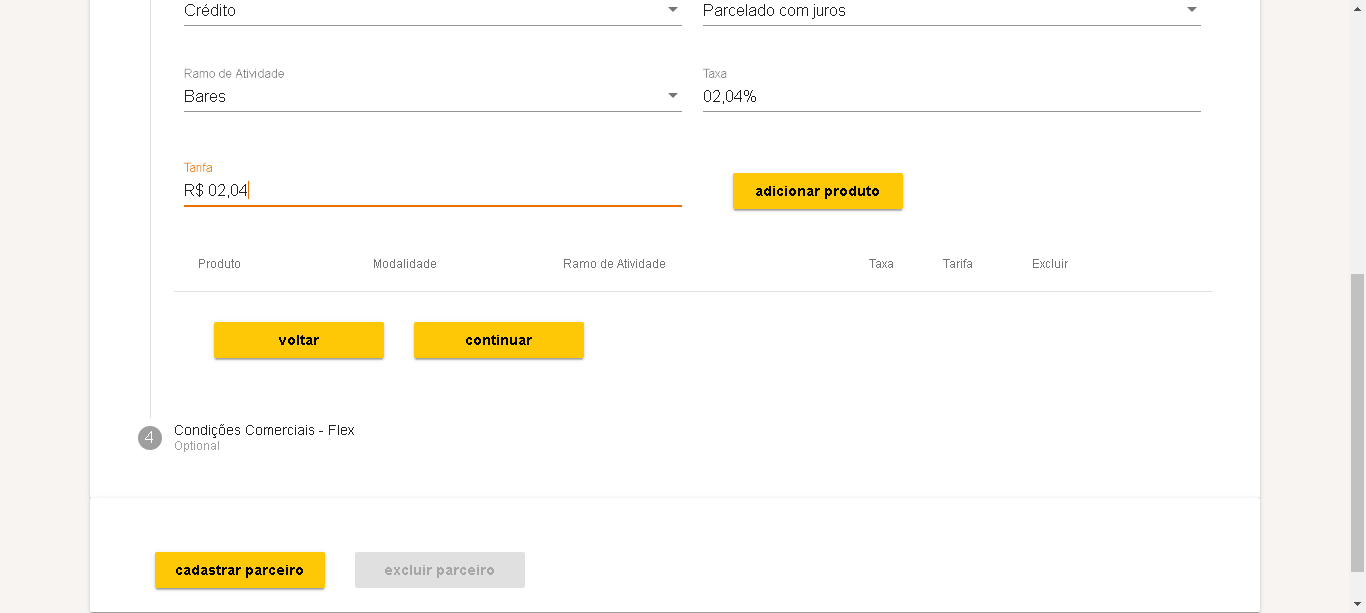 Crédito
Parcelado com juros
Ramo de Atividade
Taxa
Bares
02,04%
Tarifa
R$ 02,04
adicionar produto
Produto Modalidade Ramo de Atividade Taxa Tarifa Excluir
voltar continuar
4 Condições Comerciais - Flex
Optional
cadastrar parceiro excluir parceiro